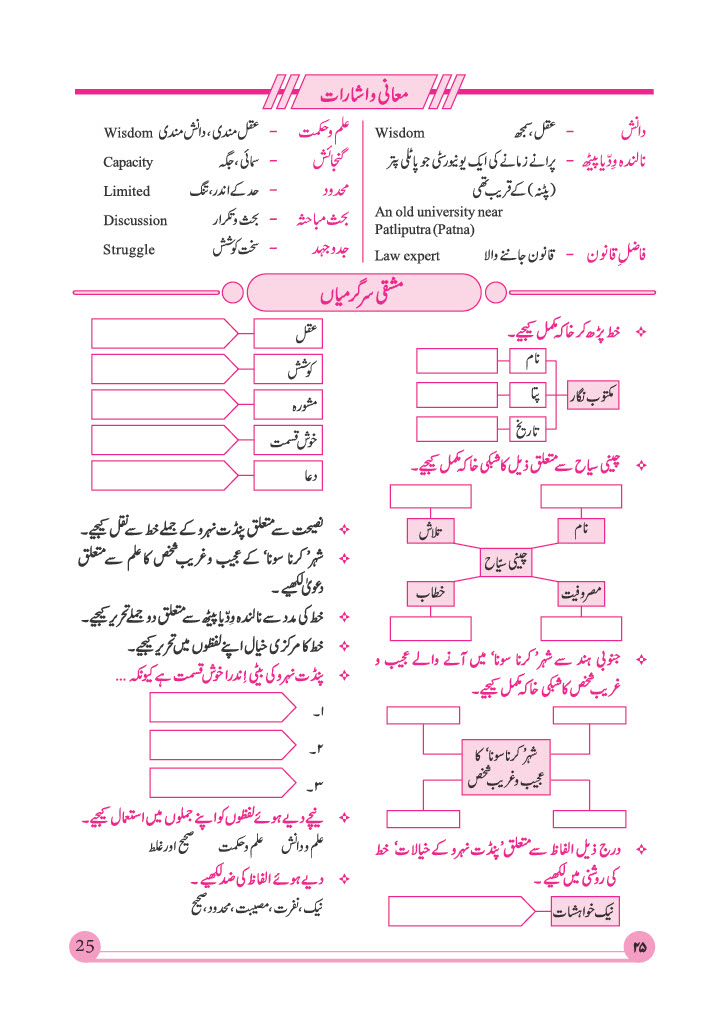 معانی و اشارات
دانش – عقل، سمجھ Wisdom
نالندہ وِدّیا پیٹھ – پرانے زمانے کی ایک یونیورسٹی جو پاٹلی پتر
(پٹنہ) کے قریب تھی
An old university near
Patliputra (Patna)
فاضلِ قانون – قانون جاننے والا Law expert
علم و حکمت – عقل مندی، دانش مندی Wisdom
گنجائش – سمائی، جگہ Capacity
محدود – حد کے اندر، تنگ Limited
بحث مباحثہ – بحث و تکرار Discussion
جدوجہد – سخت کوشش Struggle
مشقی سرگرمیاں
خط پڑھ کر خاکہ مکمل کیجیے۔
نام
مکتوب نگار
پتا
تاریخ
چینی سیاح سے متعلق ذیل کا شبکی خاکہ مکمل کیجیے۔
نام
تلاش
چینی سیّاح
مصروفیت
خطاب
جنوبی ہند سے شہر 'کرنا سونا' میں آنے والے عجیب و
غریب شخص کا شبکی خاکہ مکمل کیجیے۔
شہر 'کرنا سونا' کا
عجیب و غریب شخص
درج ذیل الفاظ سے متعلق 'پنڈت نہرو کے خیالات' خط
کی روشنی میں لکھیے۔
نیک خواہشات
عقل
کوشش
مشورہ
خوش قسمت
دعا
نصیحت سے متعلق پنڈت نہرو کے جملے خط سے نقل کیجیے۔
شہر 'کرنا سونا' کے عجیب و غریب شخص کا علم سے متعلق
دعویٰ لکھیے۔
خط کی مدد سے نالندہ وِدّیا پیٹھ سے متعلق دو جملے تحریر کیجیے۔
خط کا مرکزی خیال اپنے لفظوں میں تحریر کیجیے۔
پنڈت نہرو کی بیٹی اِندرا خوش قسمت ہے کیونکہ ...
۱۔
۲۔
۳۔
نیچے دیے ہوئے لفظوں کو اپنے جملوں میں استعمال کیجیے۔
علم و دانش علم و حکمت صحیح اور غلط
دیے ہوئے الفاظ کی ضد لکھیے۔
نیک، نفرت، مصیبت، محدود، صحیح
25
۲۵